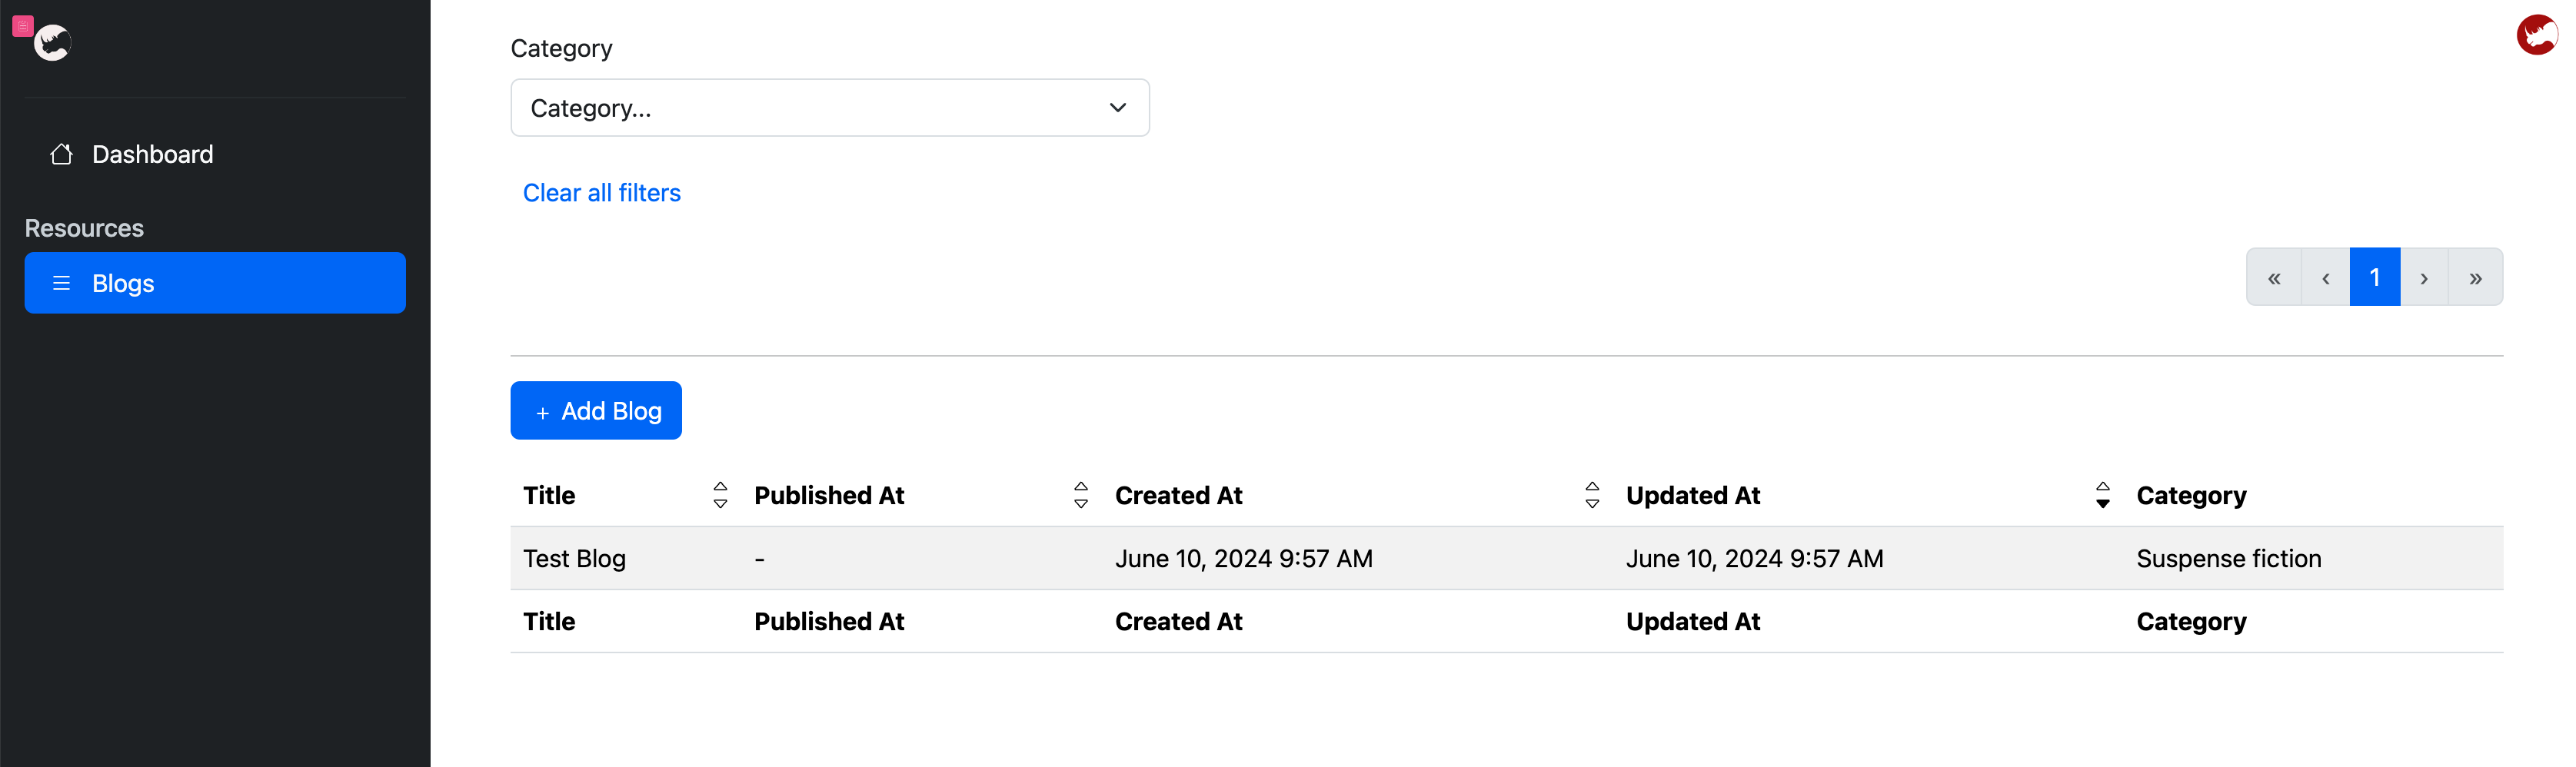 Dashboard
Resources
Blogs
Category
Category...
Clear all filters
« ‹ 1 › »
+ Add Blog
Title Published At Created At Updated At Category
Test Blog - June 10, 2024 9:57 AM June 10, 2024 9:57 AM Suspense fiction
Title Published At Created At Updated At Category